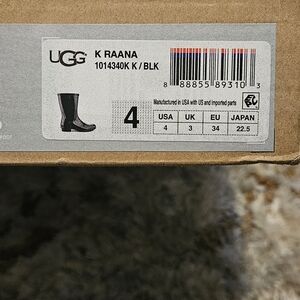 UGG
K RAANA
1014340K K / BLK
8 88855 89310 3
Manufactured in USA with US and imported parts
4
USA UK EU JAPAN
4 3 34 22.5